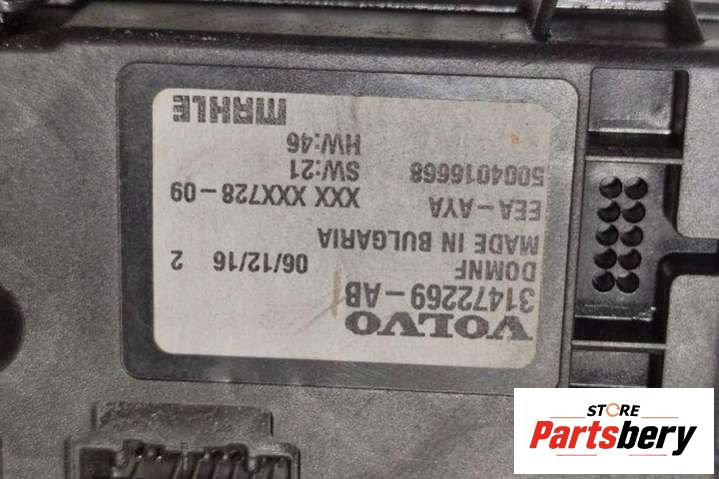 VOLVO
31472269-AB
DOMNF 06/12/16 2
MADE IN BULGARIA
EEA-AYA XXX XXX728-09
5004016668 SW:21
HW:46
MAHLE
STORE
Partsbery